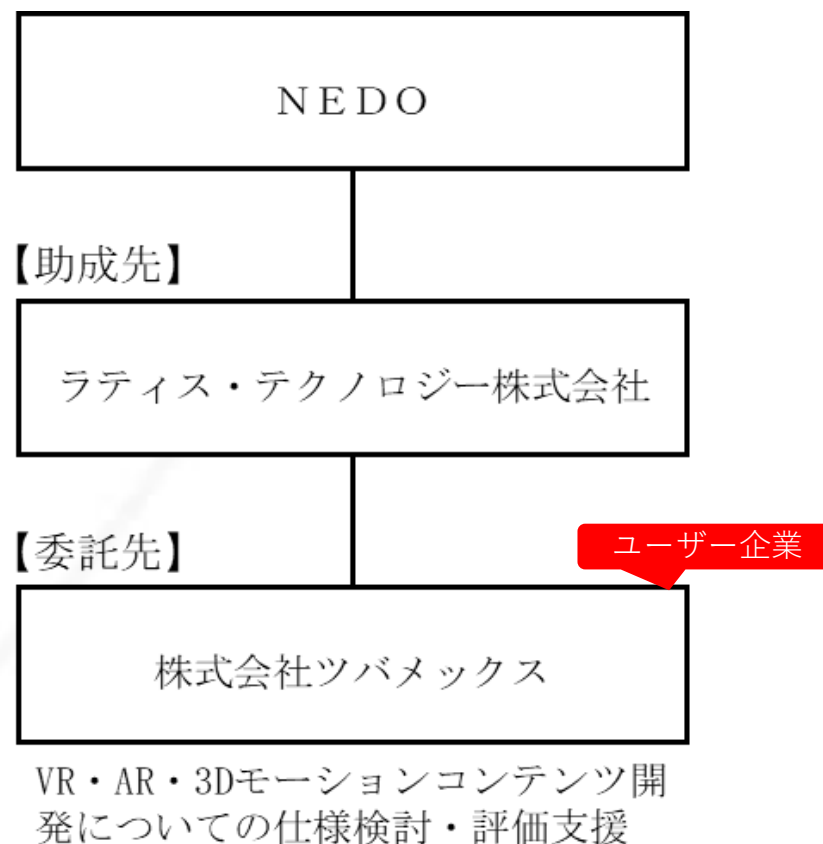 NEDO
【助成先】
ラティス・テクノロジー株式会社
【委託先】
ユーザー企業
株式会社ツバメックス
VR・AR・3Dモーションコンテンツ開
発についての仕様検討・評価支援